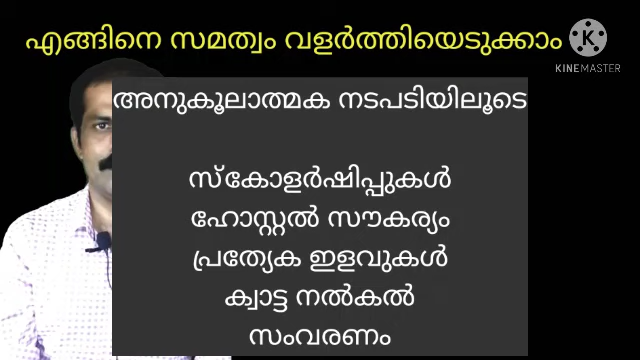 എങ്ങിനെ സമത്വം വളർത്തിയെടുക്കാം
KINEMASTER
അനുകൂലാത്മക നടപടിയിലൂടെ
സ്കോളർഷിപ്പുകൾ
ഹോസ്റ്റൽ സൗകര്യം
പ്രത്യേക ഇളവുകൾ
ക്വാട്ട നൽകൽ
സംവരണം